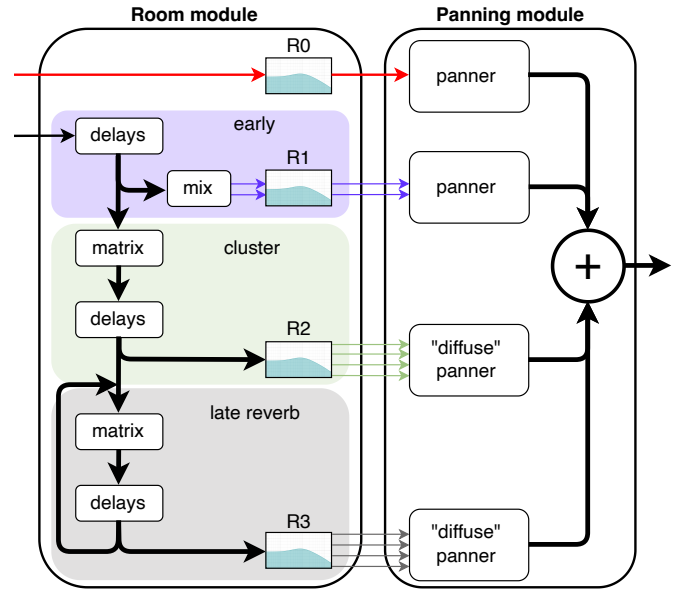 Room module
Panning module
R0
panner
early
delays
R1
mix
panner
matrix
cluster
delays
R2
"diffuse"
panner
late reverb
matrix
delays
R3
"diffuse"
panner
+